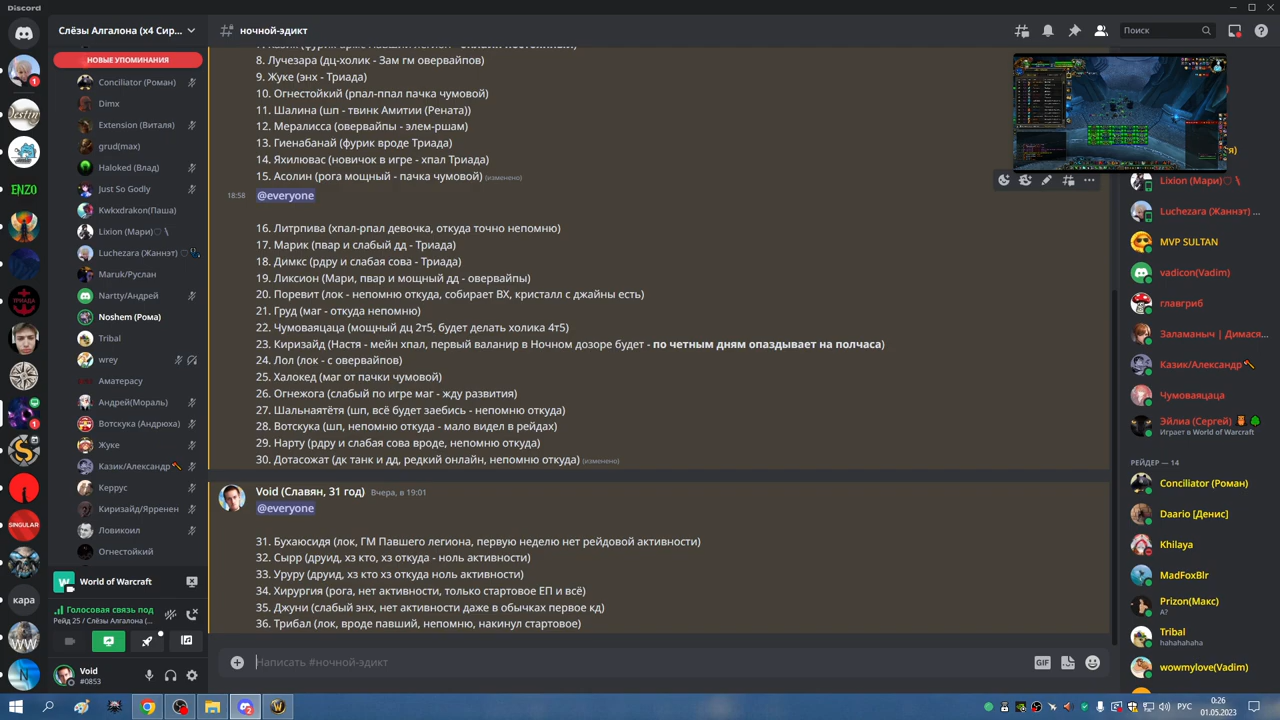 Discord
Слёзы Алгалона (x4 Сир...
ночной-эдикт
Поиск
НОВЫЕ УПОМИНАНИЯ
Conciliator (Роман)
Dimx
Extension (Виталя)
grud(max)
Haloked (Влад)
Just So Godly
Kwkxdrakon(Паша)
Lixion (Мари)
Luchezara (Жаннэт)
Maruk/Руслан
Nartty/Андрей
Noshem (Рома)
Tribal
wrey
Аматерасу
Андрей(Мораль)
Вотскука (Андрюха)
Жуке
Казик/Александр
Керрус
Киризайд/Ярренен
Ловикоил
Огнестойкий
World of Warcraft
Голосовая связь под
Рейд 25 / Слёзы Алгалона (...
Void
#0853
8. Лучезара (дц-холик - Зам гм овервайпов)
9. Жуке (энх - Триада)
10. Огнестойкий (рпал-ппал пачка чумовой)
11. Шалина (шп - твинк Амитии (Рената))
12. Мералисса (овервайпы - элем-ршам)
13. Гиенабанай (фурик вроде Триада)
14. Яхилювас (новичок в игре - хпал Триада)
15. Асолин (рога мощный - пачка чумовой) (изменено)
18:58
@everyone
16. Литрпива (хпал-рпал девочка, откуда точно непомню)
17. Марик (пвар и слабый дд - Триада)
18. Димкс (рдру и слабая сова - Триада)
19. Ликсион (Мари, пвар и мощный дд - овервайпы)
20. Поревит (лок - непомню откуда, собирает ВХ, кристалл с джайны есть)
21. Груд (маг - откуда непомню)
22. Чумоваяцаца (мощный дц 2т5, будет делать холика 4т5)
23. Киризайд (Настя - мейн хпал, первый валанир в Ночном дозоре будет - по четным дням опаздывает на полчаса)
24. Лол (лок - с овервайпов)
25. Халокед (маг от пачки чумовой)
26. Огнежога (слабый по игре маг - жду развития)
27. Шальнаятётя (шп, всё будет заебись - непомню откуда)
28. Вотскука (шп, непомню откуда - мало видел в рейдах)
29. Нарту (рдру и слабая сова вроде, непомню откуда)
30. Дотасожат (дк танк и дд, редкий онлайн, непомню откуда) (изменено)
Void (Славян, 31 год) Вчера, в 19:01
@everyone
31. Бухаюсидя (лок, ГМ Павшего легиона, первую неделю нет рейдовой активности)
32. Сырр (друид, хз кто, хз откуда - ноль активности)
33. Уруру (друид, хз кто хз откуда ноль активности)
34. Хирургия (рога, нет активности, только стартовое ЕП и всё)
35. Джуни (слабый энх, нет активности даже в обычках первое кд)
36. Трибал (лок, вроде павший, непомню, накинул стартовое)
Написать #ночной-эдикт
GIF
Lixion (Мари)
Luchezara (Жаннэт) ...
MVP SULTAN
vadicon(Vadim)
главгриб
Заламаныч | Димася...
Казик/Александр
Чумоваяцаца
Эйлиа (Сергей)
Играет в World of Warcraft
РЕЙДЕР — 14
Conciliator (Роман)
Daario [Денис]
Khilaya
MadFoxBlr
Prizon(Макс)
А?
Tribal
hahahahaha
wowmylove(Vadim)
Destiny
ENZO
ТРИАДА
SINGULAR
кара
РУС
0:26
01.05.2023